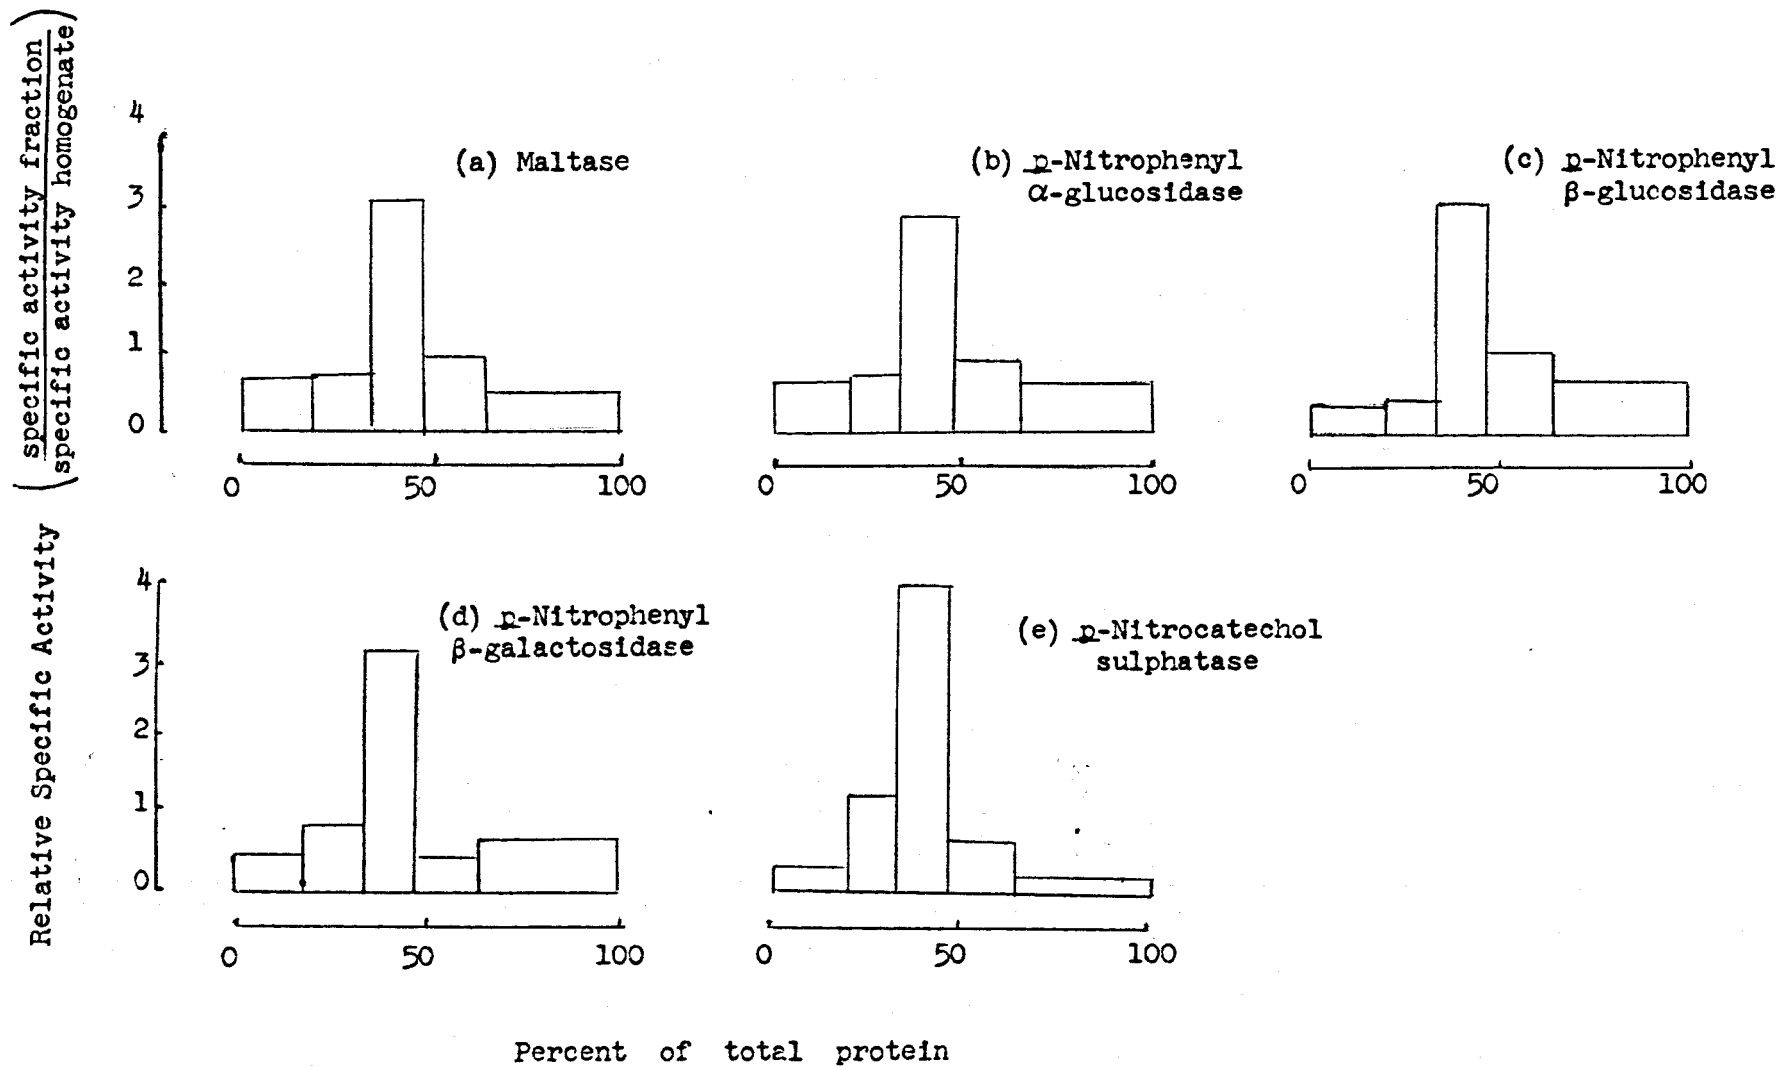 (specific activity fraction
specific activity homogenate)
Relative Specific Activity
4
3
2
1
0
(a) Maltase
0 50 100
(b) p-Nitrophenyl
α-glucosidase
0 50 100
(c) p-Nitrophenyl
β-glucosidase
0 50 100
4
3
2
1
0
(d) p-Nitrophenyl
β-galactosidase
0 50 100
(e) p-Nitrocatechol
sulphatase
0 50 100
Percent of total protein